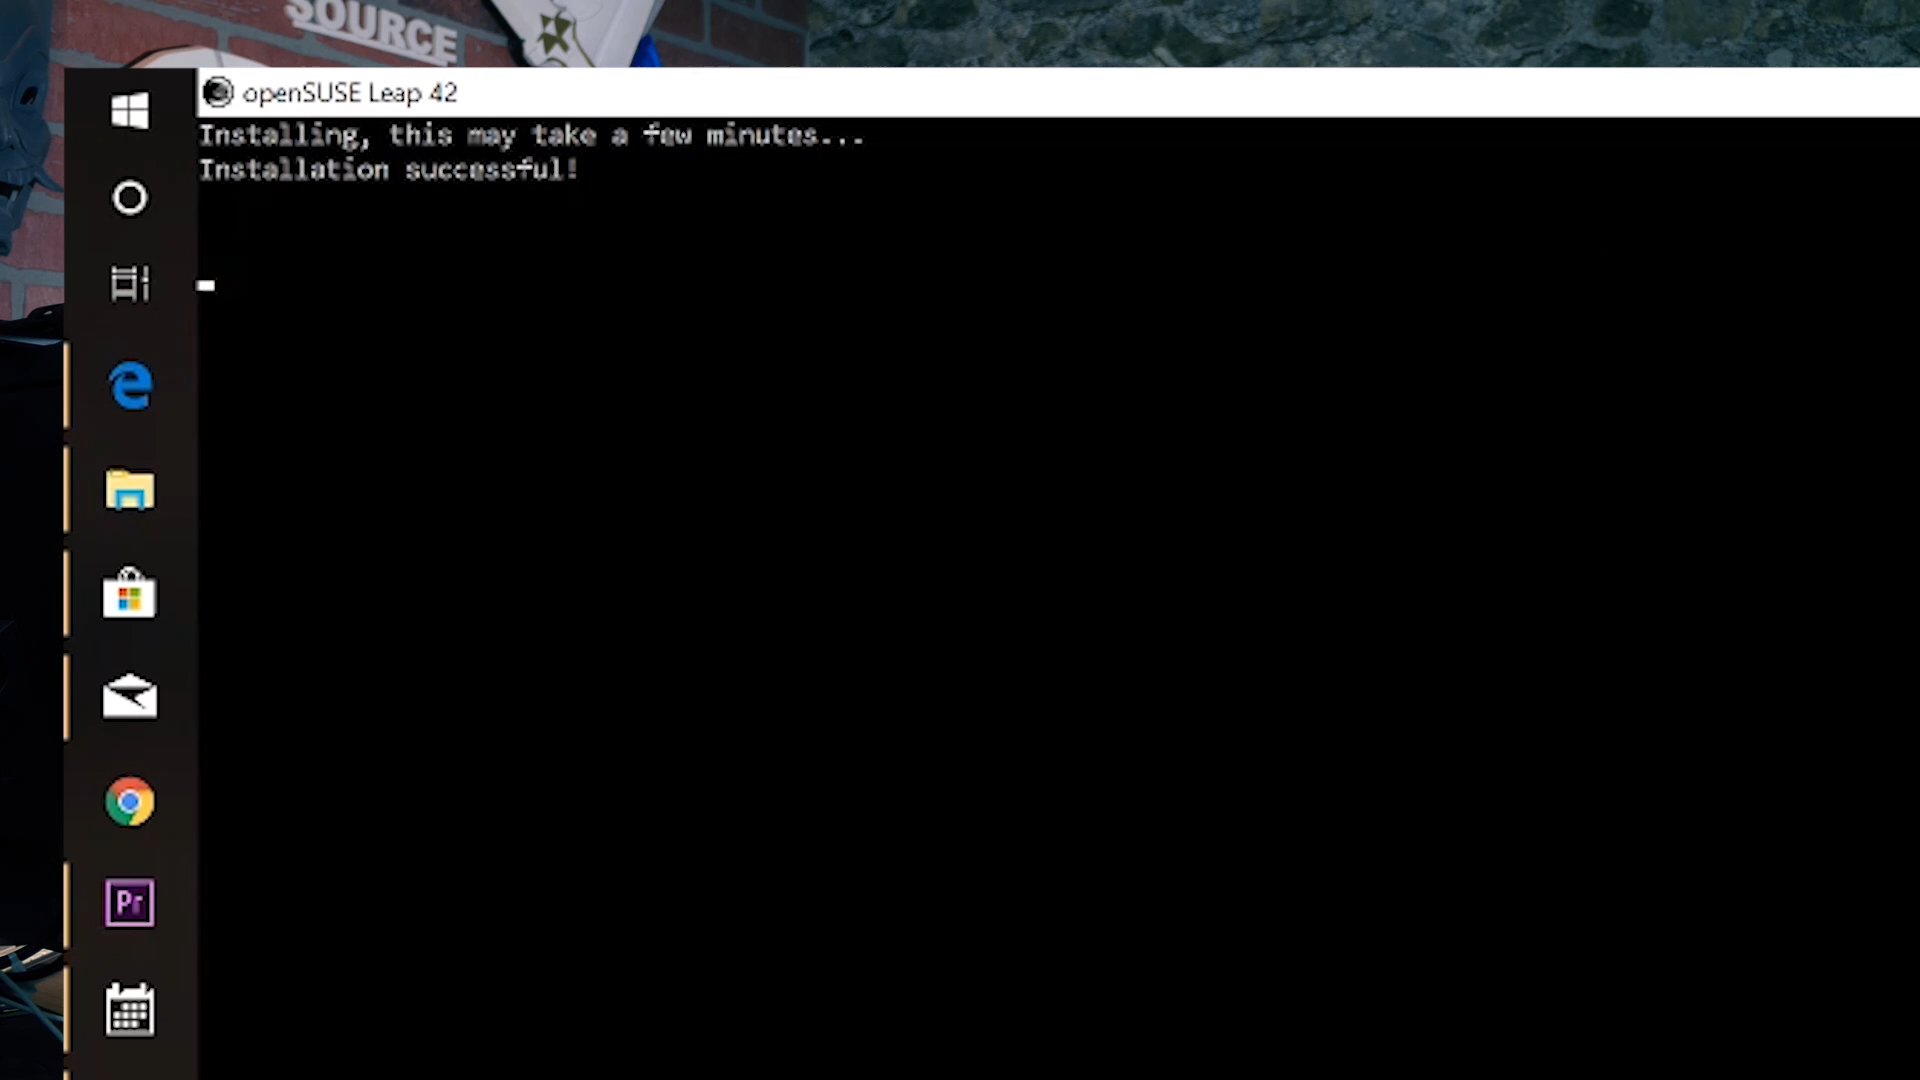 SOURCE
openSUSE Leap 42
Installing, this may take a few minutes...
Installation successful!
Pr